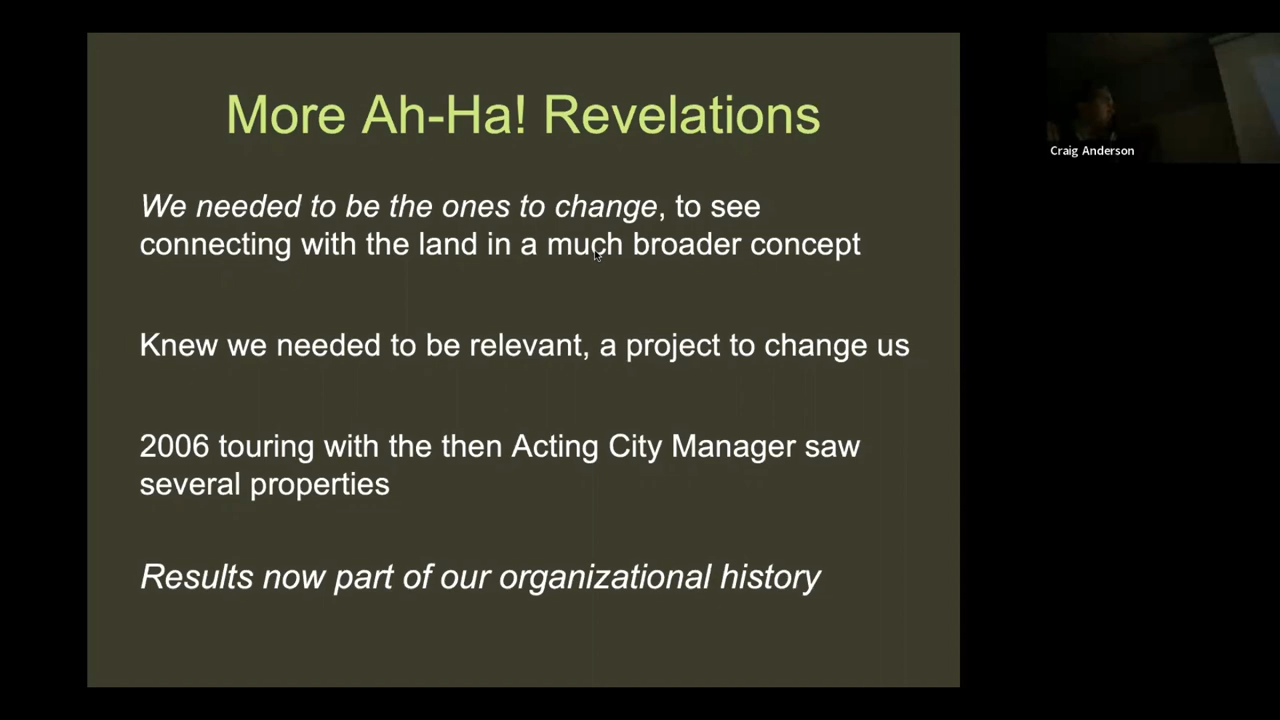 More Ah-Ha! Revelations
We needed to be the ones to change, to see
connecting with the land in a much broader concept
Knew we needed to be relevant, a project to change us
2006 touring with the then Acting City Manager saw
several properties
Results now part of our organizational history
Craig Anderson